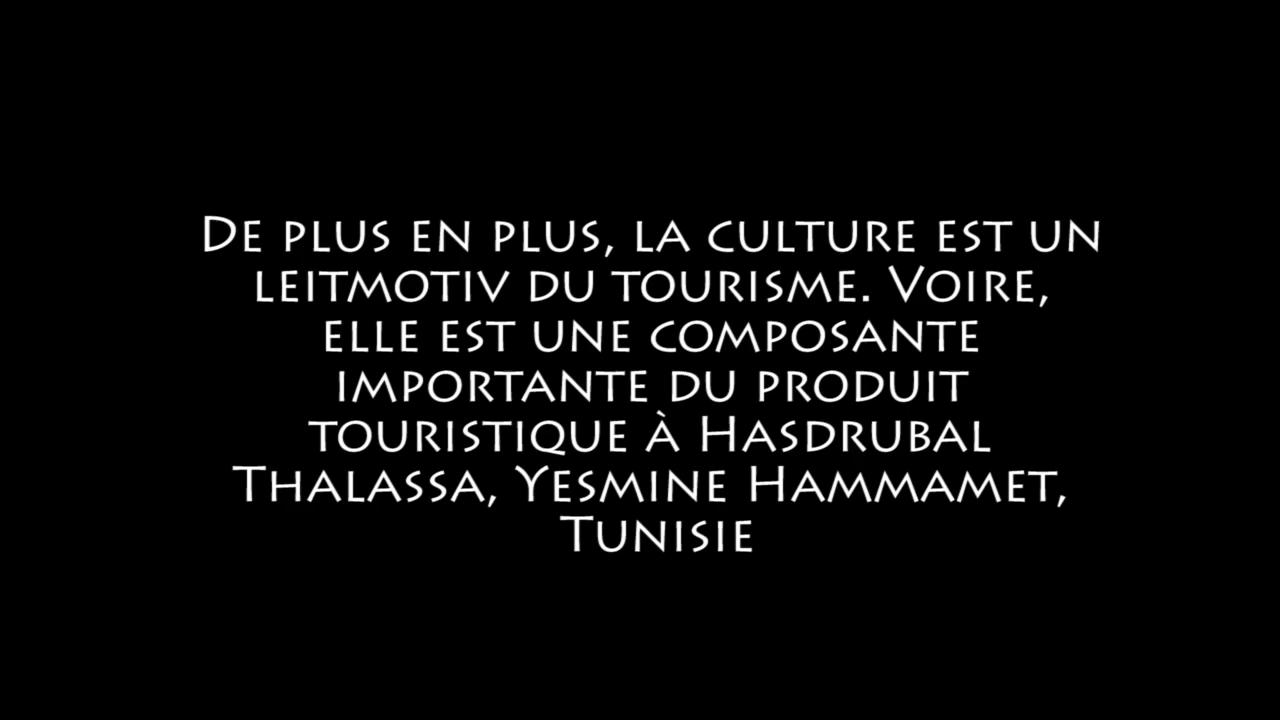 De plus en plus, la culture est un
leitmotiv du tourisme. Voire,
elle est une composante
importante du produit
touristique à Hasdrubal
Thalassa, Yesmine Hammamet,
Tunisie